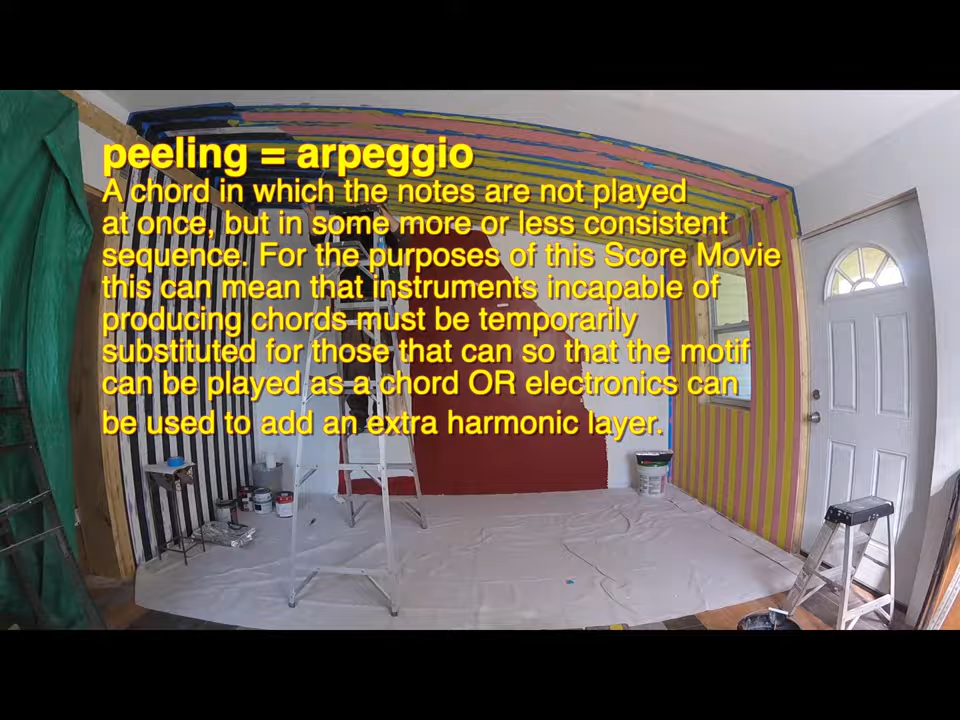 peeling = arpeggio
A chord in which the notes are not played
at once, but in some more or less consistent
sequence. For the purposes of this Score Movie
this can mean that instruments incapable of
producing chords must be temporarily
substituted for those that can so that the motif
can be played as a chord OR electronics can
be used to add an extra harmonic layer.